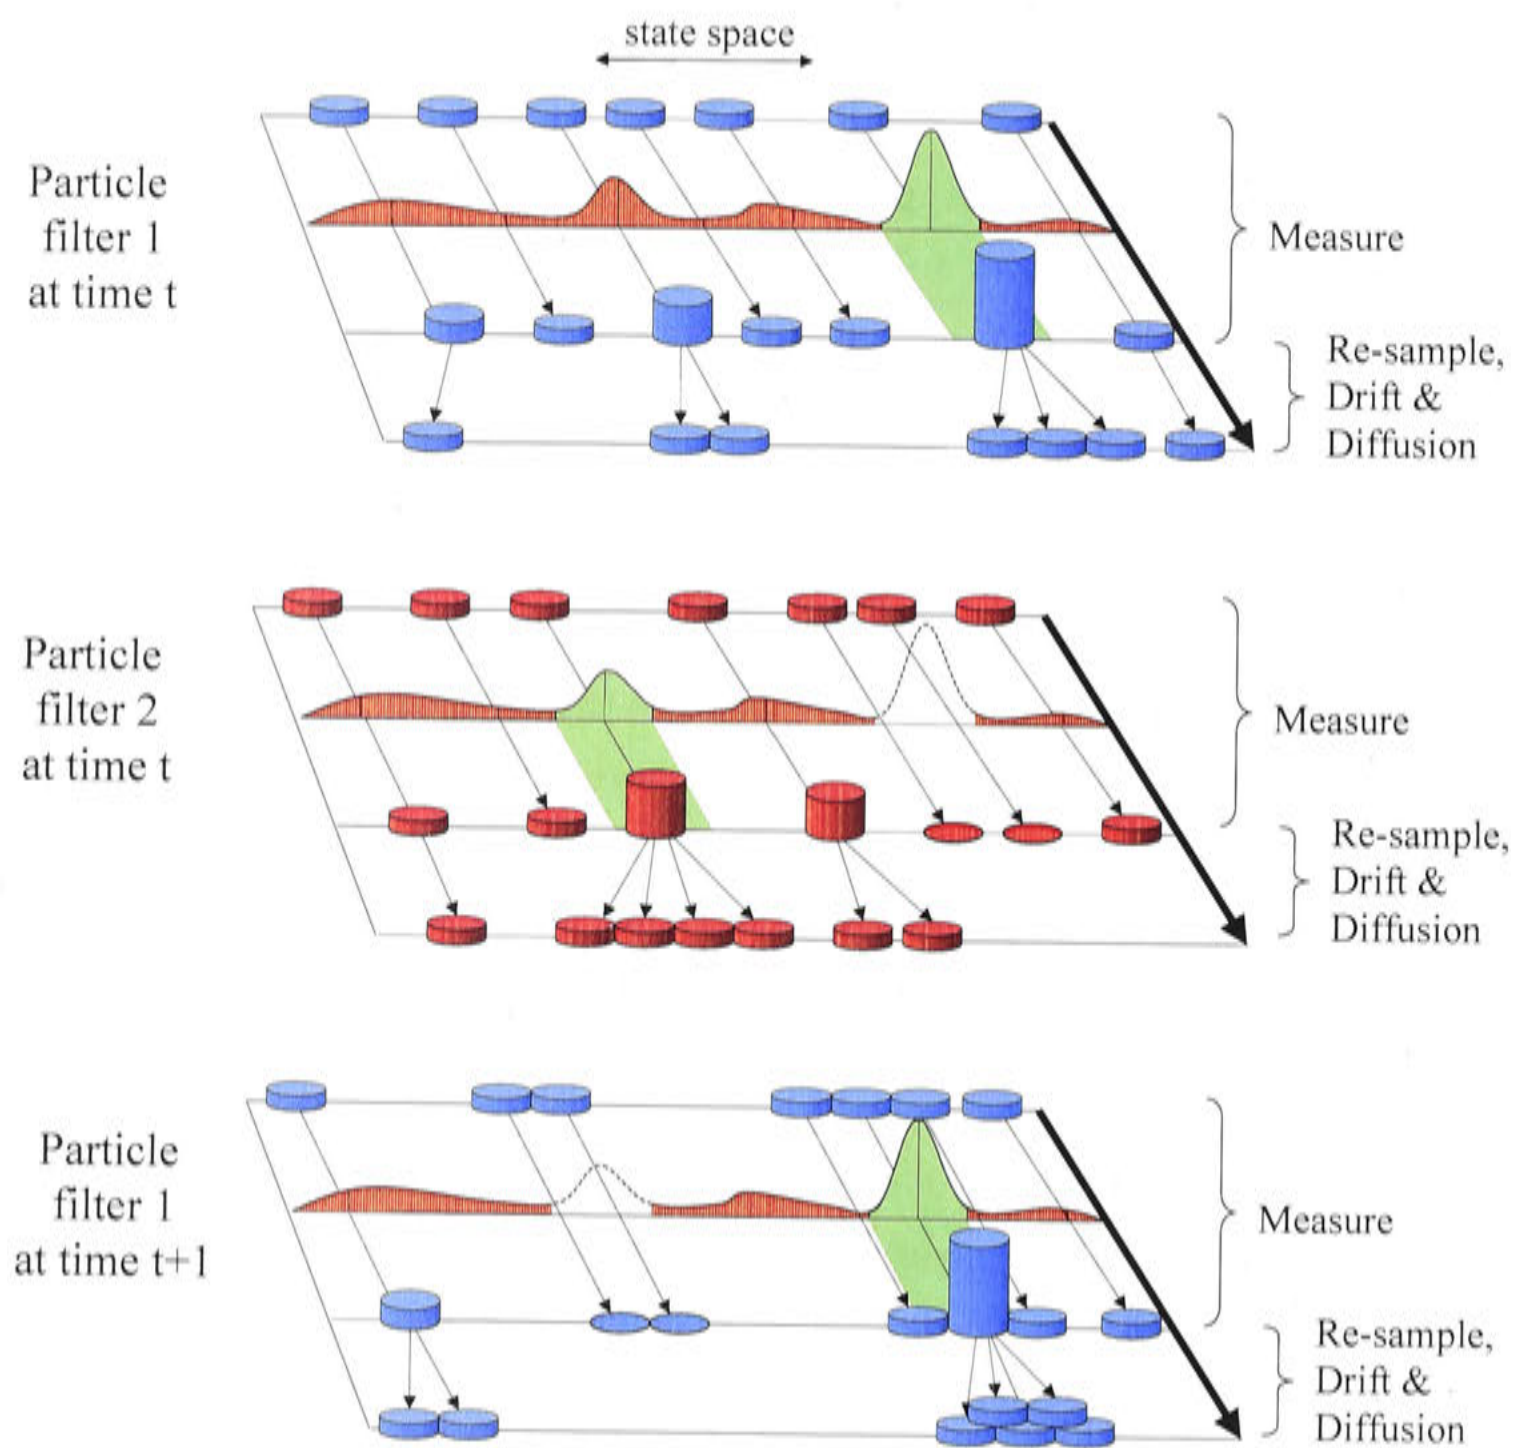 state space
Particle
filter 1
at time t
Measure
Re-sample,
Drift &
Diffusion
Particle
filter 2
at time t
Measure
Re-sample,
Drift &
Diffusion
Particle
filter 1
at time t+1
Measure
Re-sample,
Drift &
Diffusion